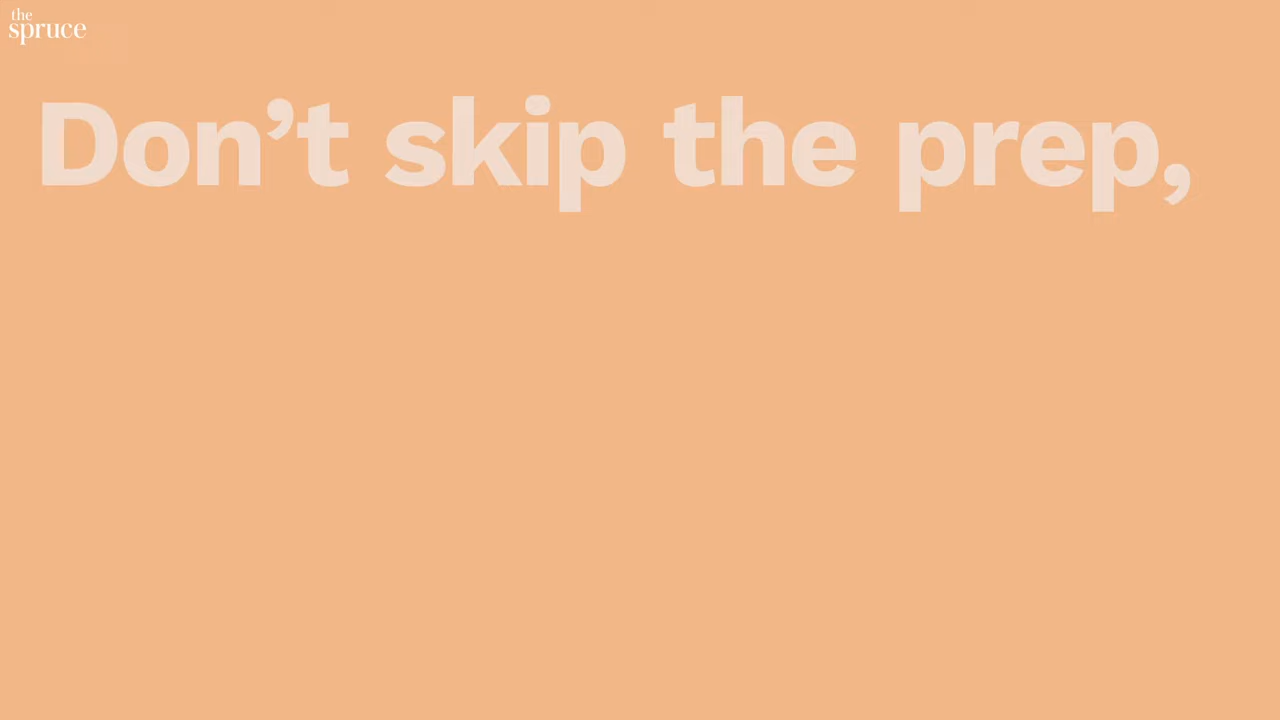 the
spruce
Don’t skip the prep,